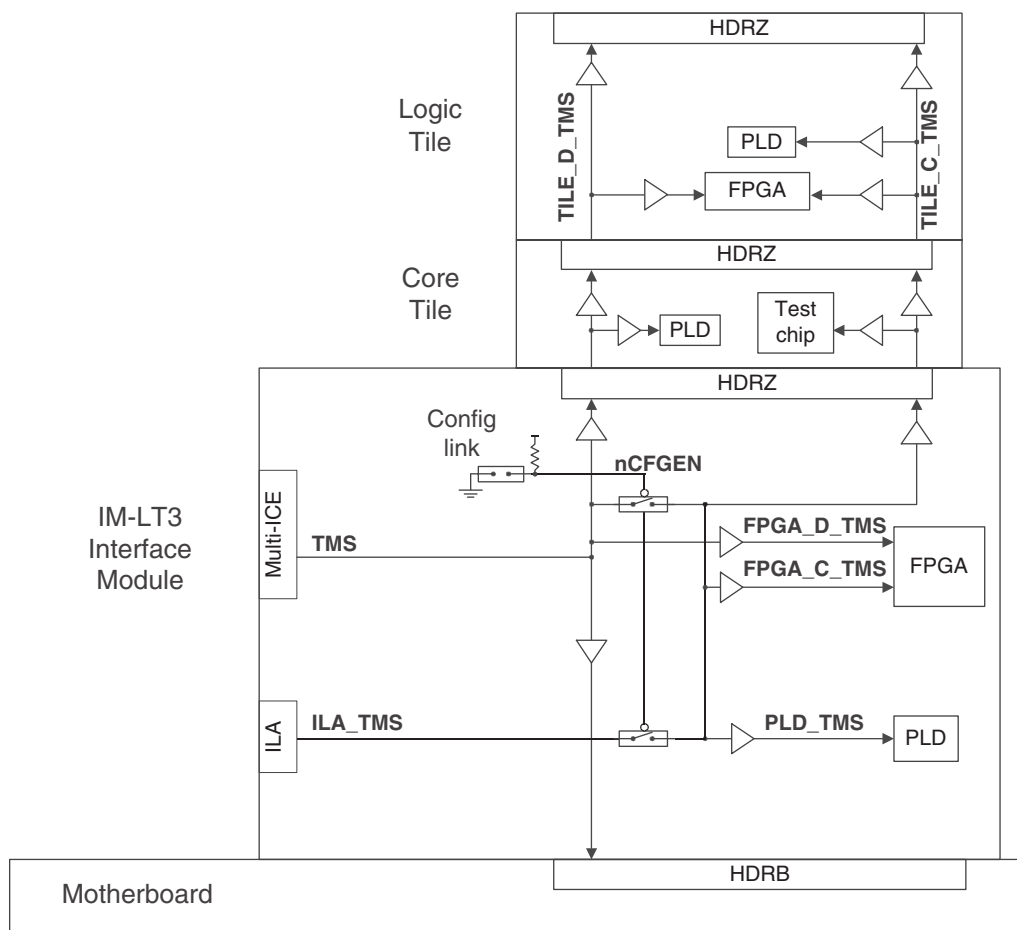 HDRZ
Logic
Tile
TILE_D_TMS
TILE_C_TMS
PLD
FPGA
HDRZ
Core
Tile
PLD
Test
chip
HDRZ
Config
link
nCFGEN
IM-LT3
Interface
Module
Multi-ICE
TMS
FPGA_D_TMS
FPGA_C_TMS
FPGA
ILA
ILA_TMS
PLD_TMS
PLD
HDRB
Motherboard